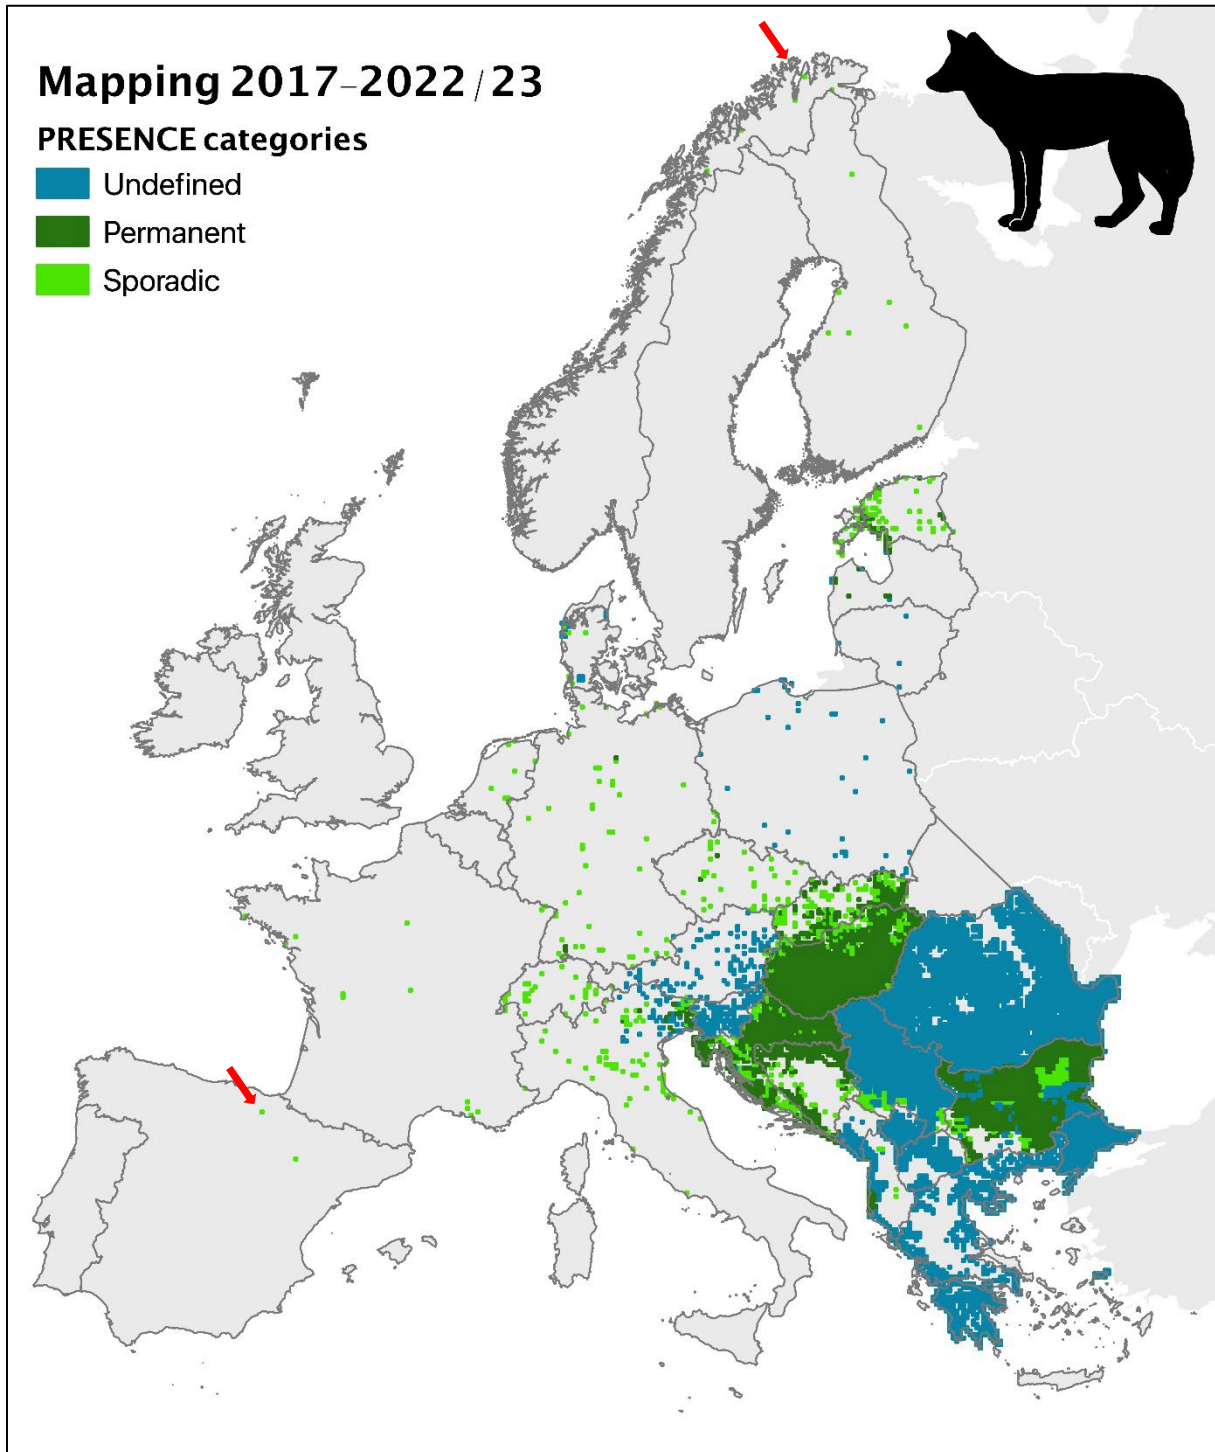 Mapping 2017–2022 / 23
PRESENCE categories
Undefined
Permanent
Sporadic